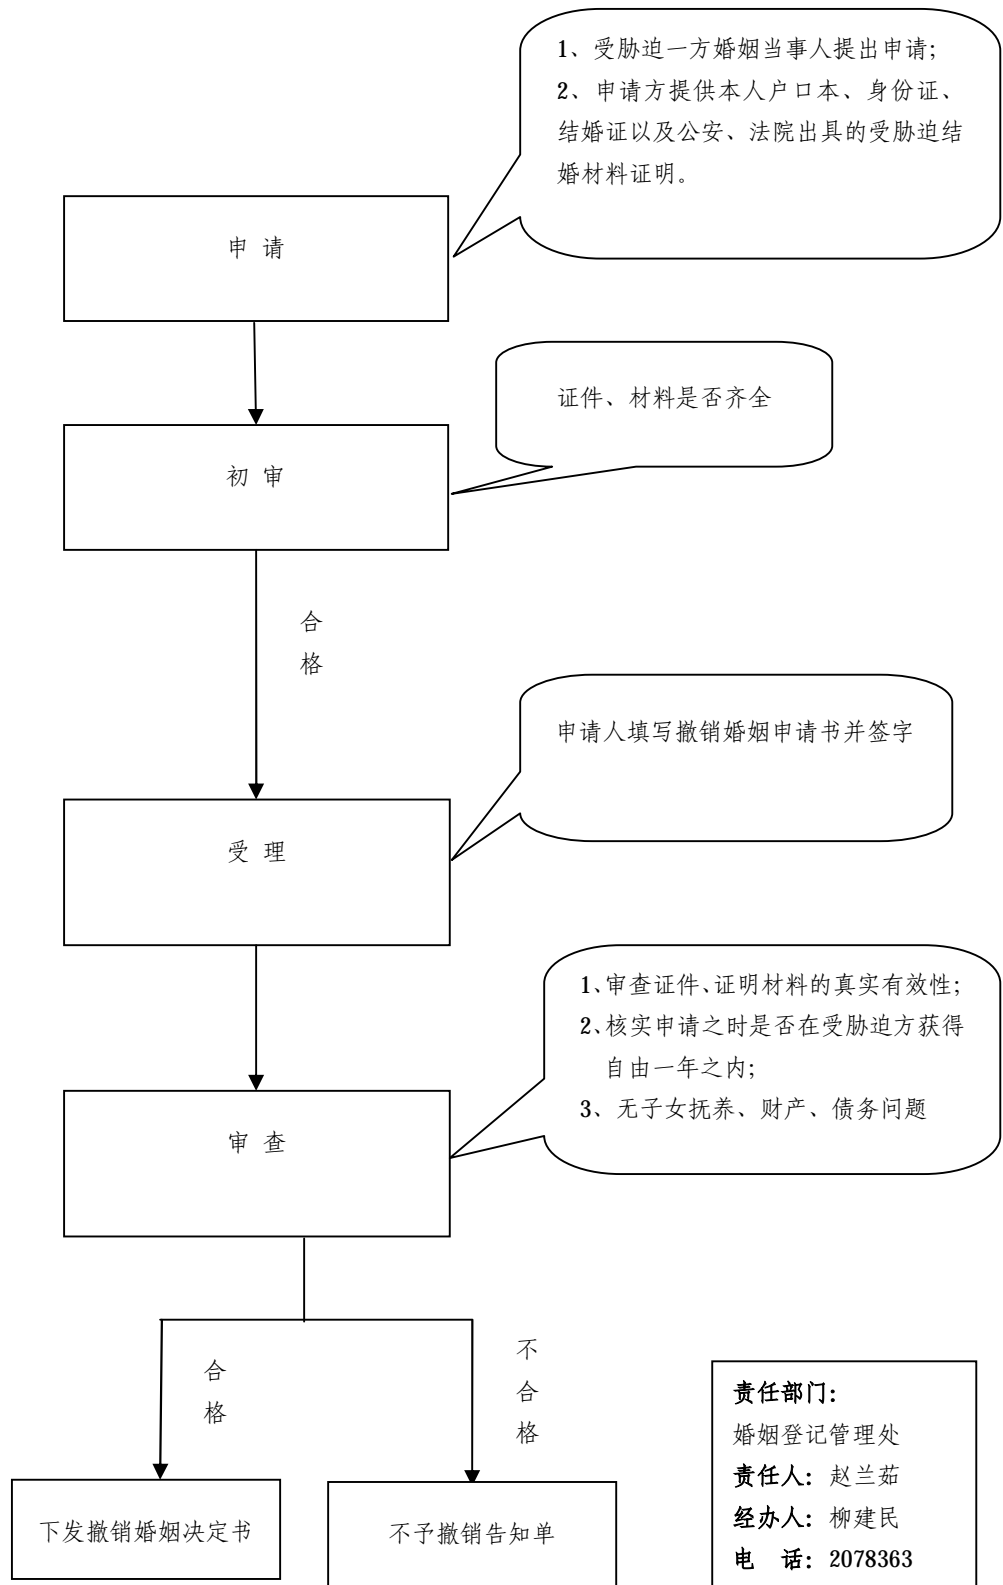 1、受胁迫一方婚姻当事人提出申请;
2、申请方提供本人户口本、身份证、
结婚证以及公安、法院出具的受胁迫结
婚材料证明。
申 请
证件、材料是否齐全
初 审
合
格
申请人填写撤销婚姻申请书并签字
受 理
1、审查证件、证明材料的真实有效性;
2、核实申请之时是否在受胁迫方获得
自由一年之内;
3、无子女抚养、财产、债务问题
审 查
合
格
不
合
格
下发撤销婚姻决定书
不予撤销告知单
责任部门:
婚姻登记管理处
责任人: 赵兰茹
经办人: 柳建民
电 话: 2078363